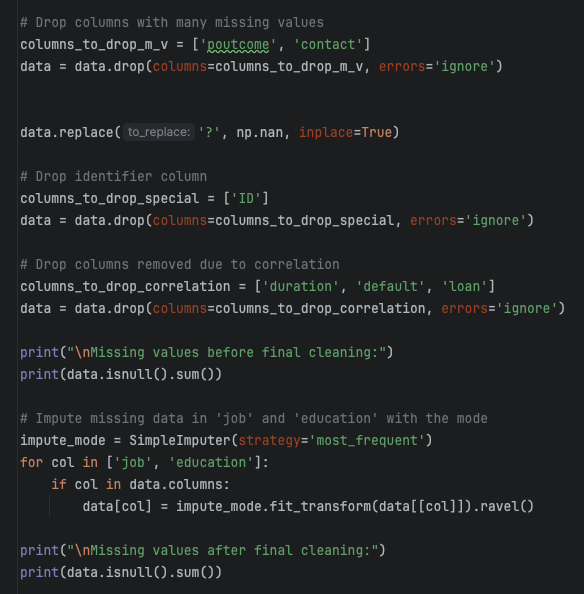 # Drop columns with many missing values
columns_to_drop_m_v = ['poutcome', 'contact']
data = data.drop(columns=columns_to_drop_m_v, errors='ignore')
data.replace( to_replace: '?', np.nan, inplace=True)
# Drop identifier column
columns_to_drop_special = ['ID']
data = data.drop(columns=columns_to_drop_special, errors='ignore')
# Drop columns removed due to correlation
columns_to_drop_correlation = ['duration', 'default', 'loan']
data = data.drop(columns=columns_to_drop_correlation, errors='ignore')
print("\nMissing values before final cleaning:")
print(data.isnull().sum())
# Impute missing data in 'job' and 'education' with the mode
impute_mode = SimpleImputer(strategy='most_frequent')
for col in ['job', 'education']:
    if col in data.columns:
        data[col] = impute_mode.fit_transform(data[[col]]).ravel()
print("\nMissing values after final cleaning:")
print(data.isnull().sum())